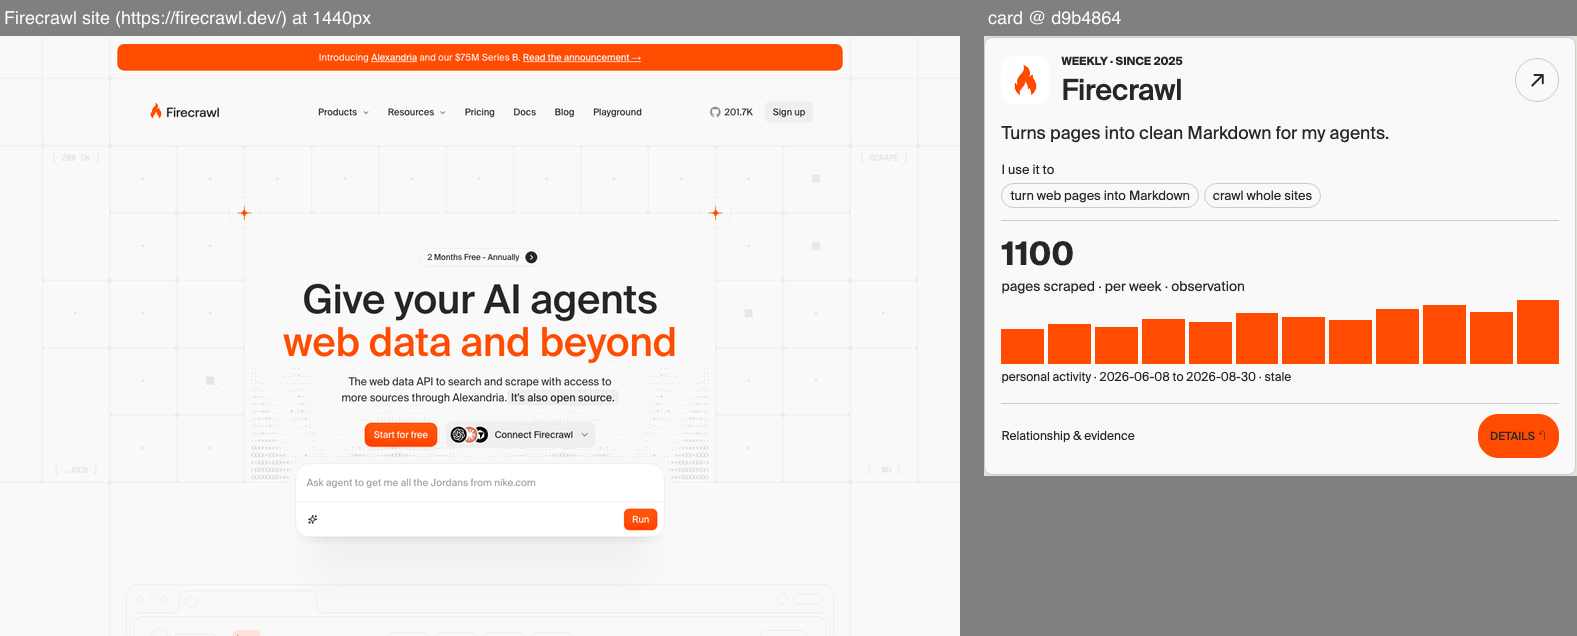 Firecrawl site (https://firecrawl.dev/) at 1440px
Introducing Alexandria and our $75M Series B. Read the announcement →
Firecrawl
Products
Resources
Pricing
Docs
Blog
Playground
201.7K
Sign up
[ 200 OK ]
[ SCRAPE ]
2 Months Free - Annually
Give your AI agents
web data and beyond
The web data API to search and scrape with access to
more sources through Alexandria. It's also open source.
Start for free
Connect Firecrawl
[ .JSON ]
[ .MD ]
Ask agent to get me all the Jordans from nike.com
Run
card @ d9b4864
WEEKLY · SINCE 2025
Firecrawl
Turns pages into clean Markdown for my agents.
I use it to
turn web pages into Markdown
crawl whole sites
1100
pages scraped · per week · observation
personal activity · 2026-06-08 to 2026-08-30 · stale
Relationship & evidence
DETAILS